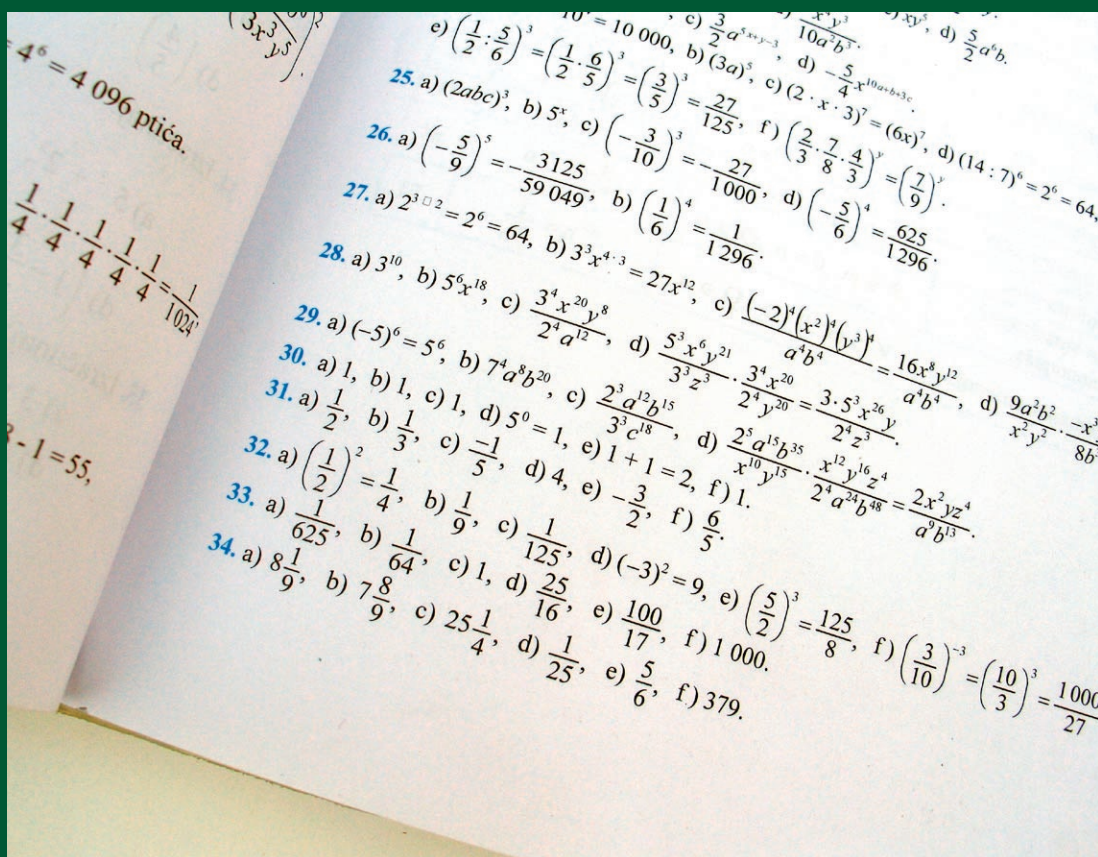 = 4⁶ = 4 096 ptića.
1/4 · 1/4 · 1/4 · 1/4 · 1/4 = 1/1024,
- 1 = 55,
10 000, b) (3a)⁵, c) (2 · x · 3)⁷ = (6x)⁷, d) (14 : 7)⁶ = 2⁶ = 64,
e) (1/2 : 5/6)³ = (1/2 · 6/5)³ = (3/5)³ = 27/125, f) (2/3 · 7/8 · 4/3)ʸ = (7/9)ʸ.
25. a) (2abc)³, b) 5ˣ, c) (-3/10)³ = -27/1000, d) (-5/6)⁴ = 625/1296.
26. a) (-5/9)⁵ = -3125/59 049, b) (1/6)⁴ = 1/1296.
27. a) 2³ □ ² = 2⁶ = 64, b) 3³x⁴ · ³ = 27x¹², c) (-2)⁴(x²)⁴(y³)⁴/a⁴b⁴ = 16x⁸y¹²/a⁴b⁴, d) 9a²b²/x²y² · -x³/8b
28. a) 3¹⁰, b) 5⁶x¹⁸, c) 3⁴x²⁰y⁸/2⁴a¹², d) 5³x⁶y²¹/3³z³ · 3⁴x²⁰/2⁴y²⁰ = 3·5³x²⁶y/2⁴z³.
29. a) (-5)⁶ = 5⁶, b) 7⁴a⁸b²⁰, c) 2³a¹²b¹⁵/3³c¹⁸, d) 2⁵a¹⁵b³⁵/x¹⁰y¹⁵ · x¹²y¹⁶z⁴/2⁴a²⁴b⁴⁸ = 2x²yz⁴/a⁹b¹³.
30. a) 1, b) 1, c) 1, d) 5⁰ = 1, e) 1 + 1 = 2, f) 1.
31. a) 1/2, b) 1/3, c) -1/5, d) 4, e) -3/2, f) 6/5.
32. a) (1/2)² = 1/4, b) 1/9, c) 1/125, d) (-3)² = 9, e) (5/2)³ = 125/8, f) (3/10)⁻³ = (10/3)³ = 1000/27
33. a) 1/625, b) 1/64, c) 1, d) 25/16, e) 100/17, f) 1 000.
34. a) 8 1/9, b) 7 8/9, c) 25 1/4, d) 1/25, e) 5/6, f) 379.